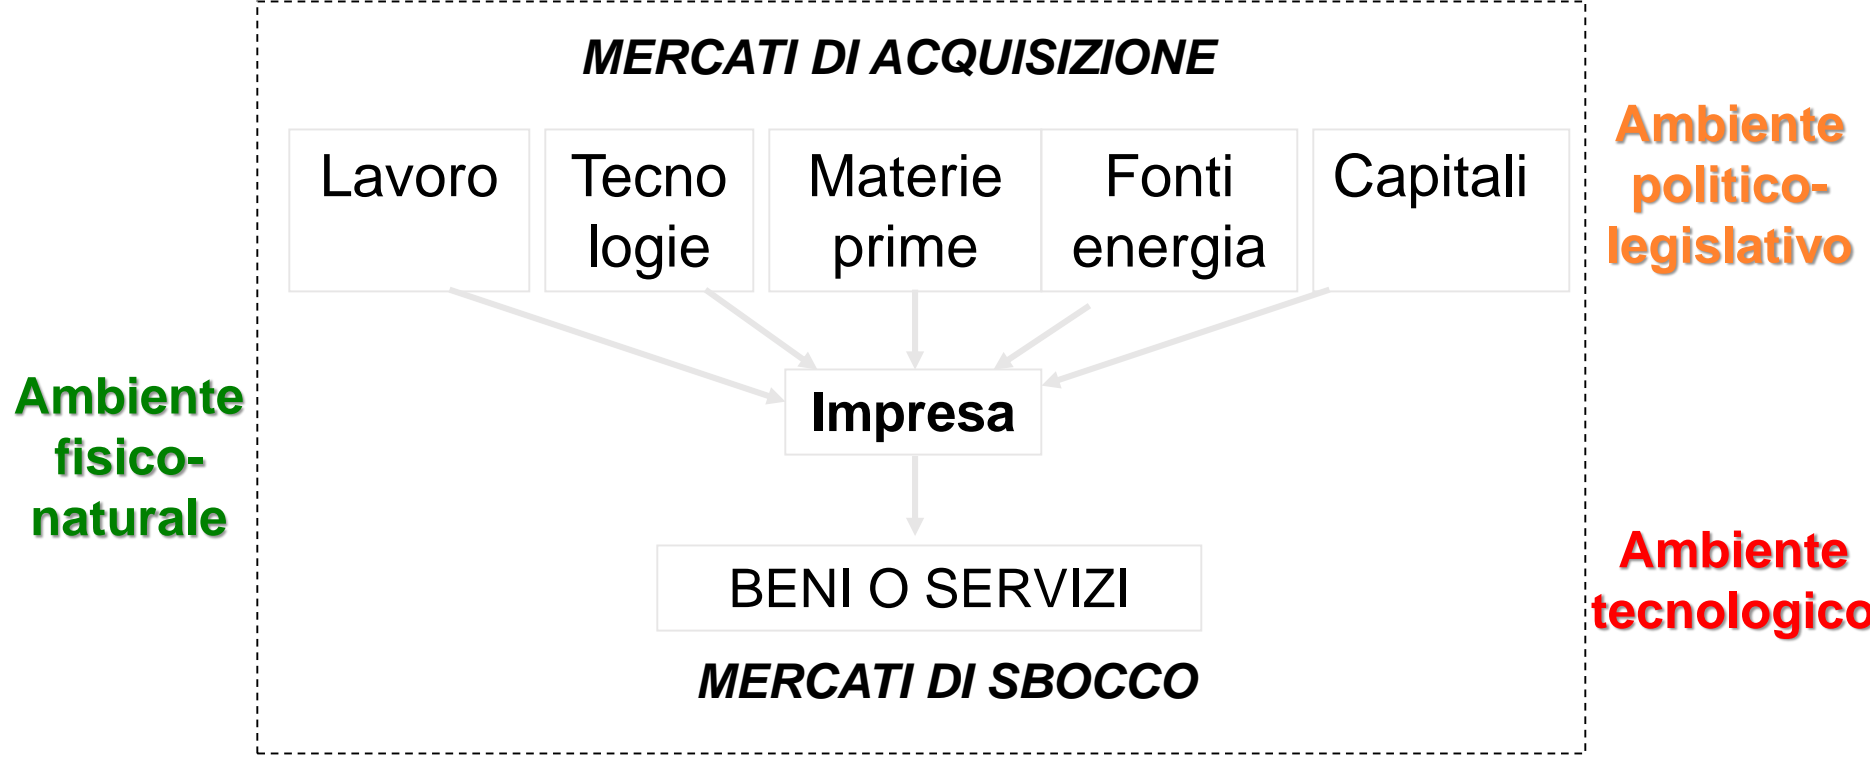 MERCATI DI ACQUISIZIONE
Lavoro
Tecno
logie
Materie
prime
Fonti
energia
Capitali
Ambiente
politico-
legislativo
Ambiente
fisico-
naturale
Impresa
BENI O SERVIZI
Ambiente
tecnologico
MERCATI DI SBOCCO